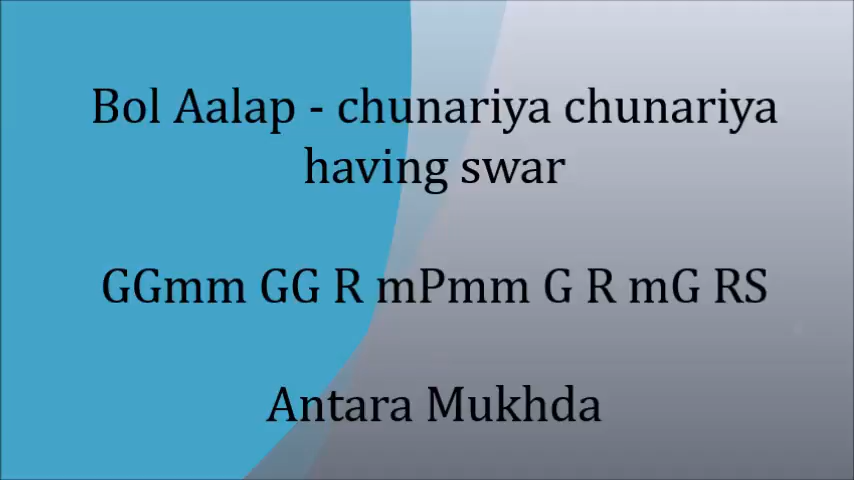 Bol Aalap - chunariya chunariya
having swar
GGmm GG R mPmm G R mG RS
Antara Mukhda